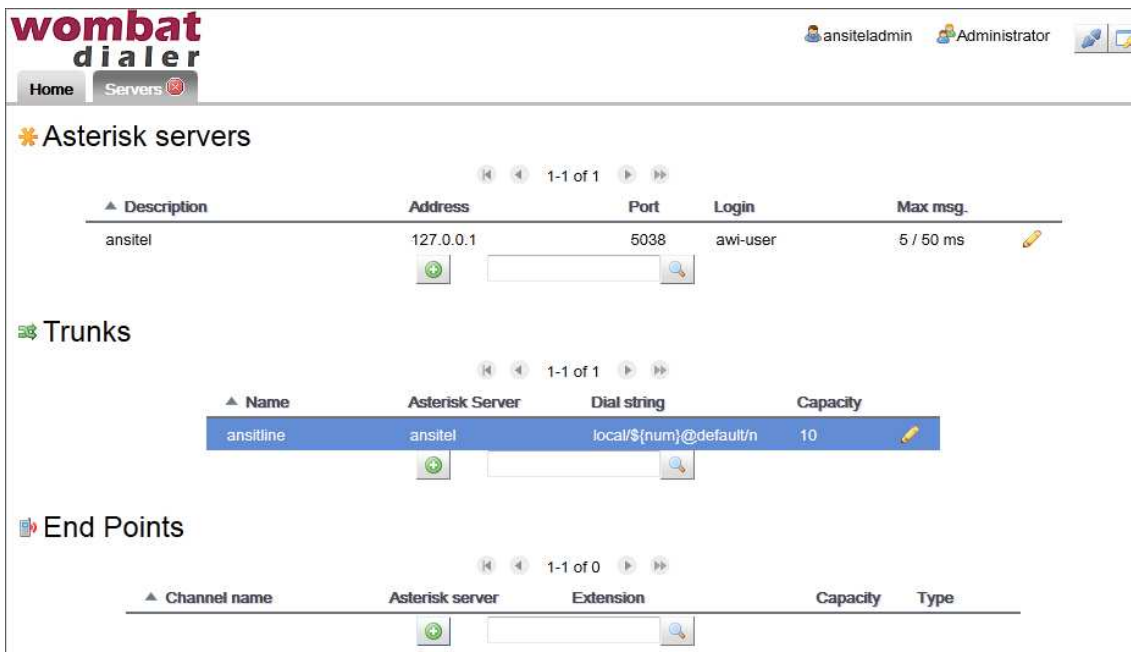 wombat
dialer
ansiteladmin Administrator
Home Servers
Asterisk servers
1-1 of 1
Description Address Port Login Max msg.
ansitel 127.0.0.1 5038 awi-user 5 / 50 ms
Trunks
1-1 of 1
Name Asterisk Server Dial string Capacity
ansitline ansitel local/${num}@default/n 10
End Points
1-1 of 0
Channel name Asterisk server Extension Capacity Type